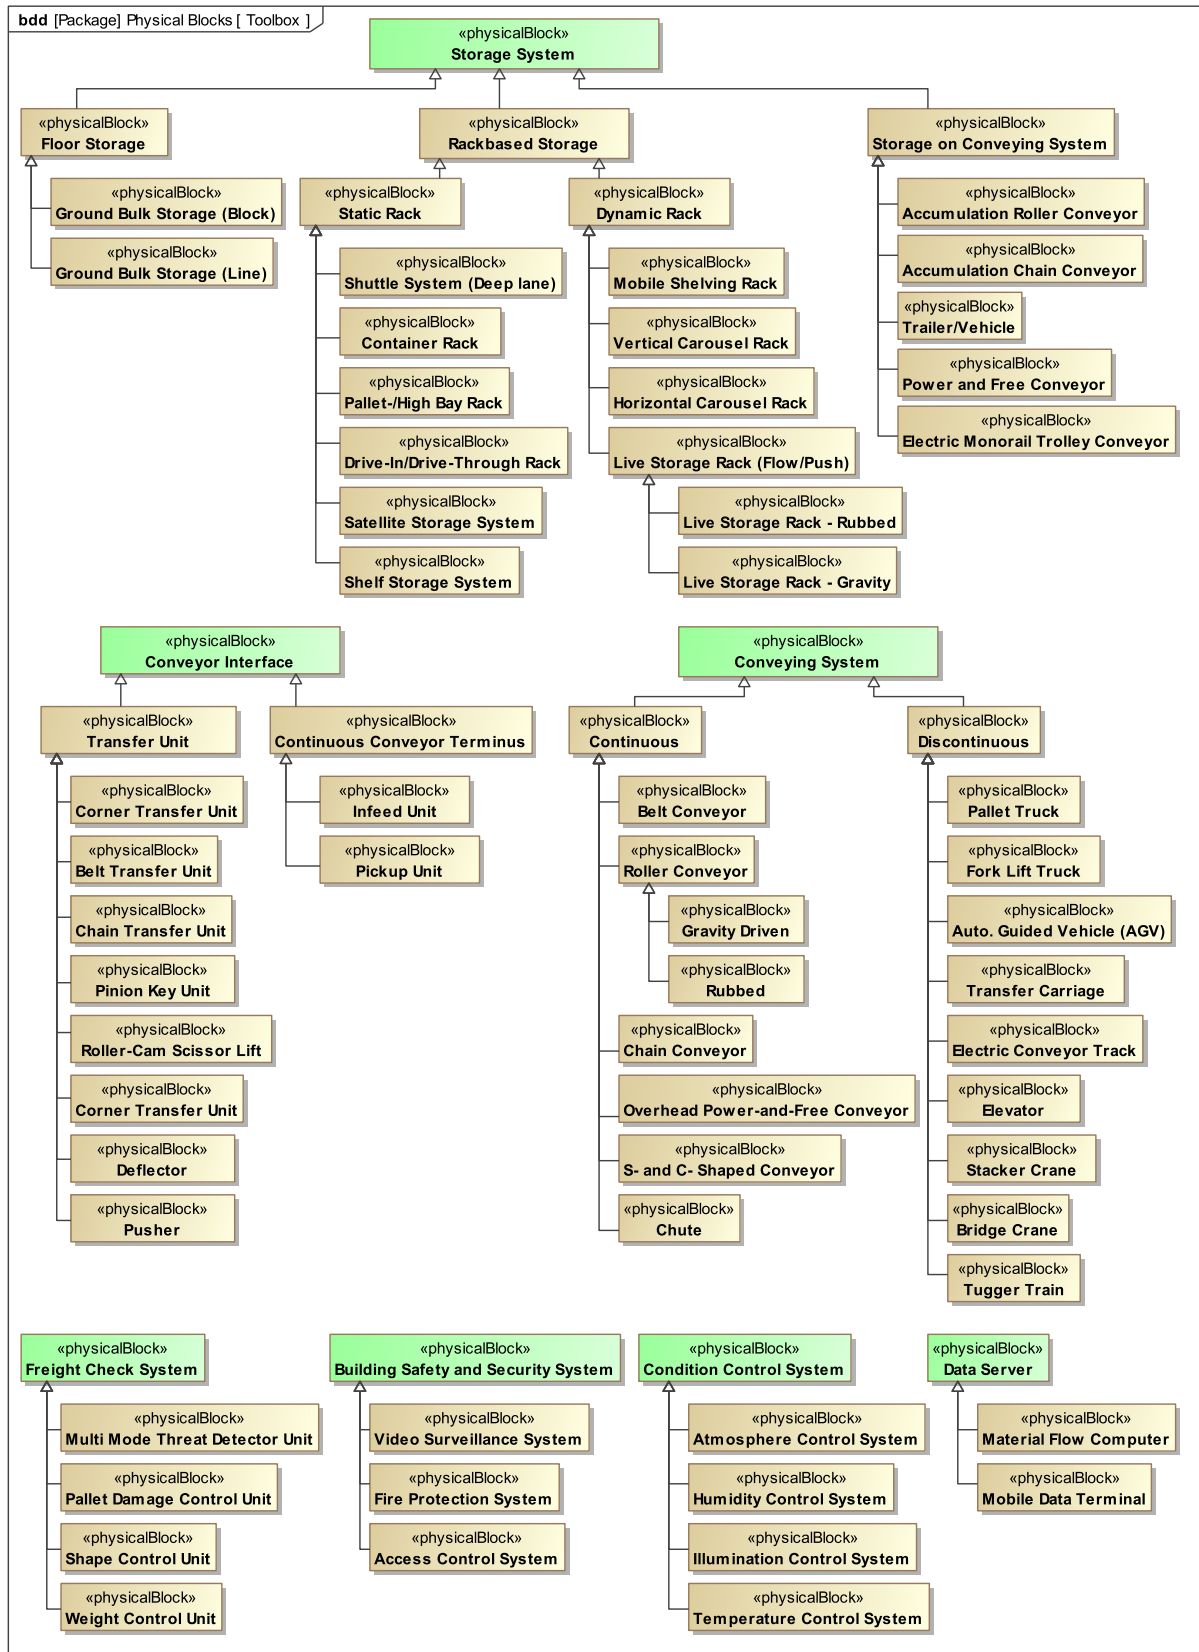 bdd [Package] Physical Blocks [ Toolbox ]
«physicalBlock»
Storage System
«physicalBlock»
Floor Storage
«physicalBlock»
Ground Bulk Storage (Block)
«physicalBlock»
Ground Bulk Storage (Line)
«physicalBlock»
Rackbased Storage
«physicalBlock»
Static Rack
«physicalBlock»
Shuttle System (Deep lane)
«physicalBlock»
Container Rack
«physicalBlock»
Pallet-/High Bay Rack
«physicalBlock»
Drive-In/Drive-Through Rack
«physicalBlock»
Satellite Storage System
«physicalBlock»
Shelf Storage System
«physicalBlock»
Dynamic Rack
«physicalBlock»
Mobile Shelving Rack
«physicalBlock»
Vertical Carousel Rack
«physicalBlock»
Horizontal Carousel Rack
«physicalBlock»
Live Storage Rack (Flow/Push)
«physicalBlock»
Live Storage Rack - Rubbed
«physicalBlock»
Live Storage Rack - Gravity
«physicalBlock»
Storage on Conveying System
«physicalBlock»
Accumulation Roller Conveyor
«physicalBlock»
Accumulation Chain Conveyor
«physicalBlock»
Trailer/Vehicle
«physicalBlock»
Power and Free Conveyor
«physicalBlock»
Electric Monorail Trolley Conveyor
«physicalBlock»
Conveyor Interface
«physicalBlock»
Transfer Unit
«physicalBlock»
Corner Transfer Unit
«physicalBlock»
Belt Transfer Unit
«physicalBlock»
Chain Transfer Unit
«physicalBlock»
Pinion Key Unit
«physicalBlock»
Roller-Cam Scissor Lift
«physicalBlock»
Corner Transfer Unit
«physicalBlock»
Deflector
«physicalBlock»
Pusher
«physicalBlock»
Continuous Conveyor Terminus
«physicalBlock»
Infeed Unit
«physicalBlock»
Pickup Unit
«physicalBlock»
Conveying System
«physicalBlock»
Continuous
«physicalBlock»
Belt Conveyor
«physicalBlock»
Roller Conveyor
«physicalBlock»
Gravity Driven
«physicalBlock»
Rubbed
«physicalBlock»
Chain Conveyor
«physicalBlock»
Overhead Power-and-Free Conveyor
«physicalBlock»
S- and C- Shaped Conveyor
«physicalBlock»
Chute
«physicalBlock»
Discontinuous
«physicalBlock»
Pallet Truck
«physicalBlock»
Fork Lift Truck
«physicalBlock»
Auto. Guided Vehicle (AGV)
«physicalBlock»
Transfer Carriage
«physicalBlock»
Electric Conveyor Track
«physicalBlock»
Elevator
«physicalBlock»
Stacker Crane
«physicalBlock»
Bridge Crane
«physicalBlock»
Tugger Train
«physicalBlock»
Freight Check System
«physicalBlock»
Multi Mode Threat Detector Unit
«physicalBlock»
Pallet Damage Control Unit
«physicalBlock»
Shape Control Unit
«physicalBlock»
Weight Control Unit
«physicalBlock»
Building Safety and Security System
«physicalBlock»
Video Surveillance System
«physicalBlock»
Fire Protection System
«physicalBlock»
Access Control System
«physicalBlock»
Condition Control System
«physicalBlock»
Atmosphere Control System
«physicalBlock»
Humidity Control System
«physicalBlock»
Illumination Control System
«physicalBlock»
Temperature Control System
«physicalBlock»
Data Server
«physicalBlock»
Material Flow Computer
«physicalBlock»
Mobile Data Terminal